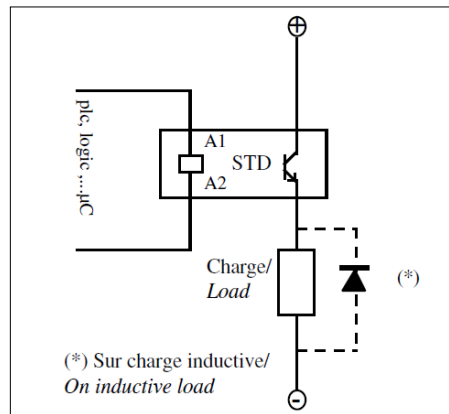 +
plc, logic ,...µC
A1
STD
A2
Charge/
Load
(*)
(*) Sur charge inductive/
On inductive load
-